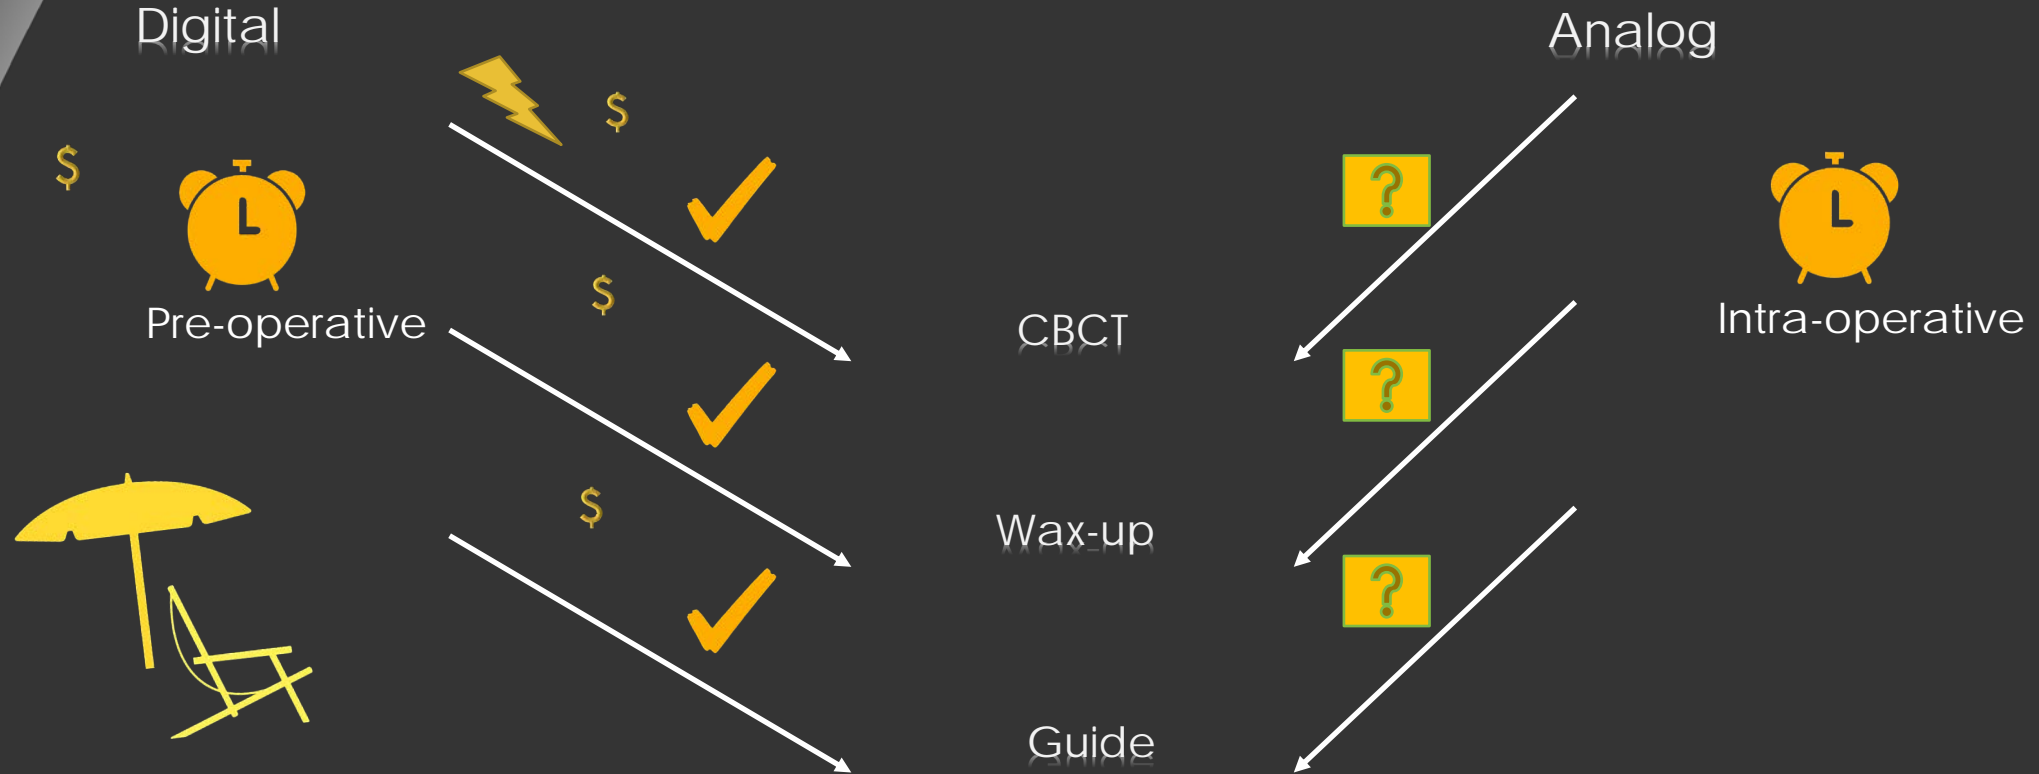 Digital
Analog
$
$
?
Pre-operative
$
CBCT
Intra-operative
?
$
Wax-up
?
Guide